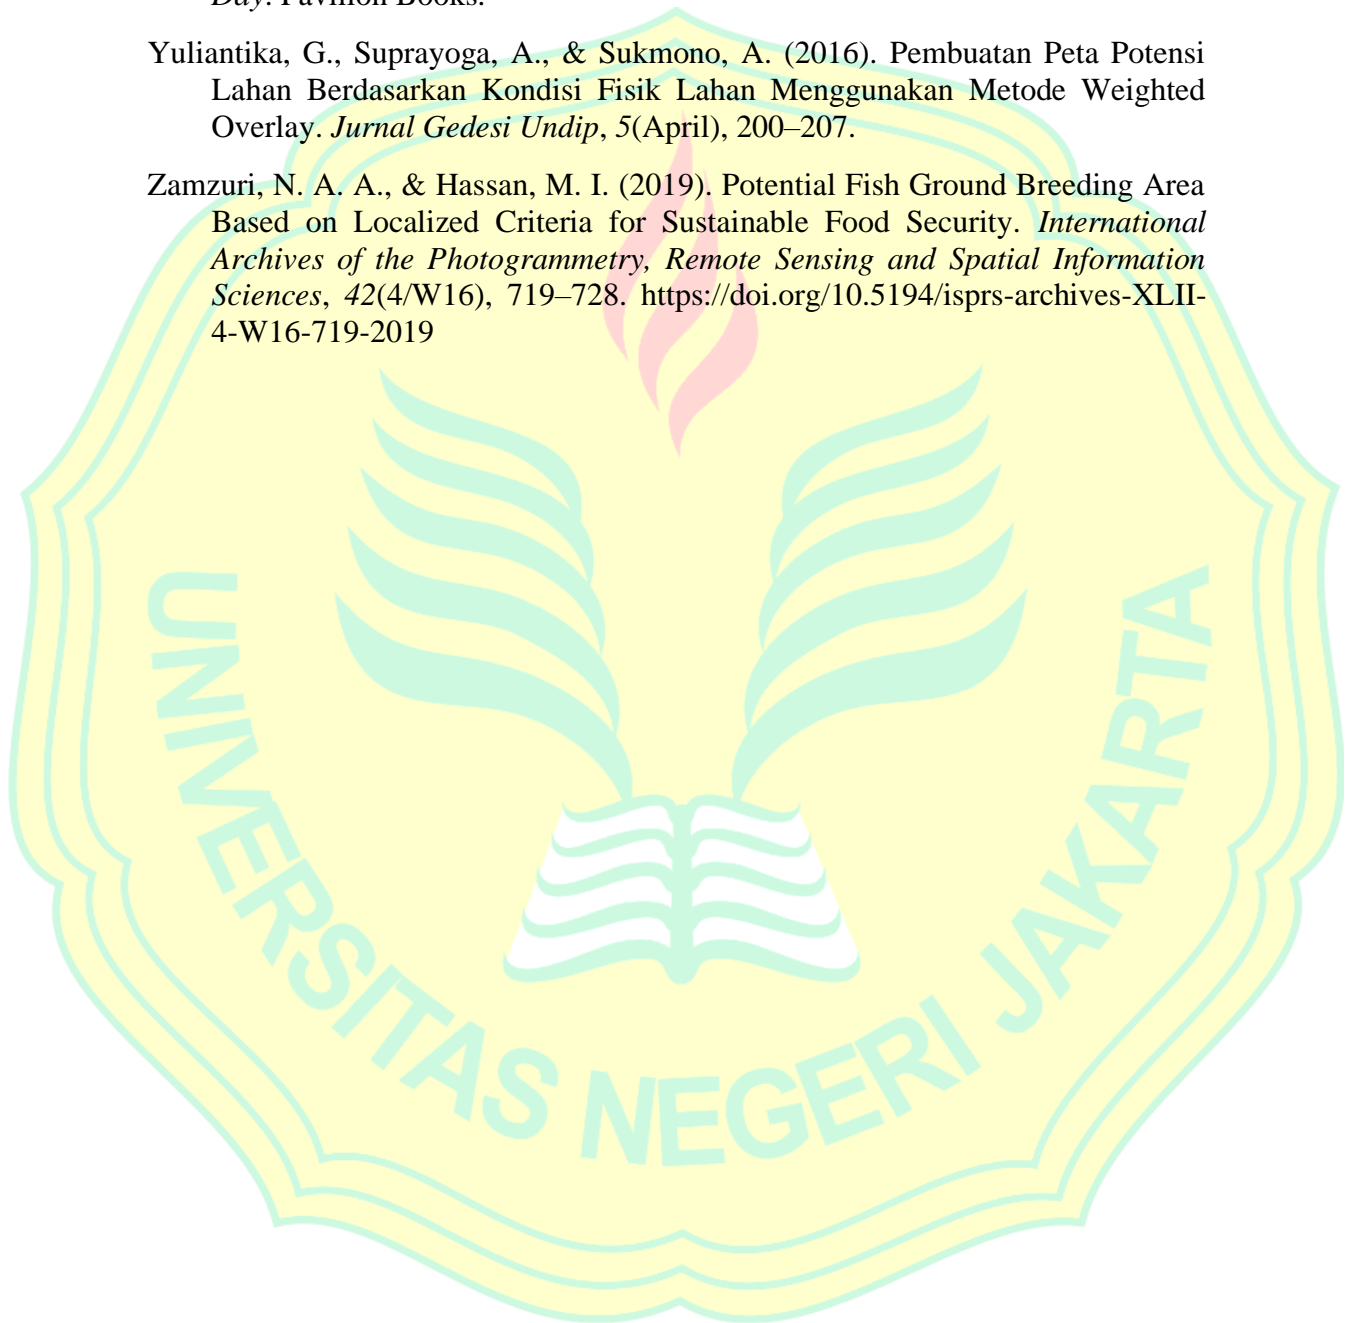 Day. Pavilion Books.
Yuliantika, G., Suprayoga, A., & Sukmono, A. (2016). Pembuatan Peta Potensi
Lahan Berdasarkan Kondisi Fisik Lahan Menggunakan Metode Weighted
Overlay. Jurnal Gedesi Undip, 5(April), 200–207.
Zamzuri, N. A. A., & Hassan, M. I. (2019). Potential Fish Ground Breeding Area
Based on Localized Criteria for Sustainable Food Security. International
Archives of the Photogrammetry, Remote Sensing and Spatial Information
Sciences, 42(4/W16), 719–728. https://doi.org/10.5194/isprs-archives-XLII-
4-W16-719-2019
UNIVERSITAS NEGERI JAKARTA